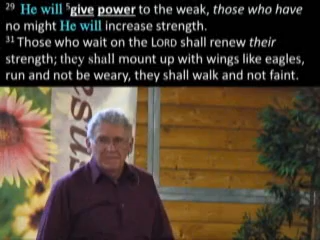 29 He will 5give power to the weak, those who have
no might He will increase strength.
31 Those who wait on the LORD shall renew their
strength; they shall mount up with wings like eagles,
run and not be weary, they shall walk and not faint.